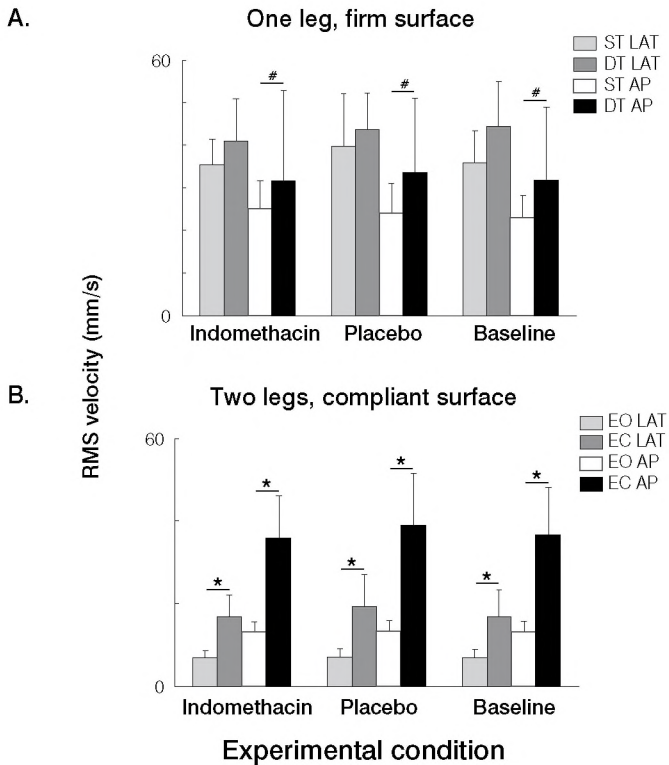 A.
One leg, firm surface
ST LAT
DT LAT
ST AP
DT AP
60
#
#
#
0
Indomethacin
Placebo
Baseline
RMS velocity (mm/s)
B.
Two legs, compliant surface
EO LAT
EC LAT
EO AP
EC AP
60
*
*
*
*
*
*
0
Indomethacin
Placebo
Baseline
Experimental condition